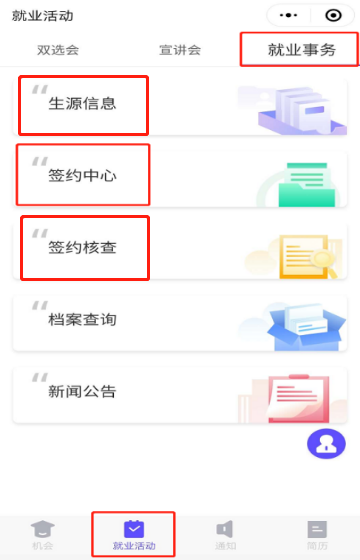 就业活动
双选会 宣讲会 就业事务
生源信息
签约中心
签约核查
档案查询
新闻公告
机会 就业活动 通知 简历